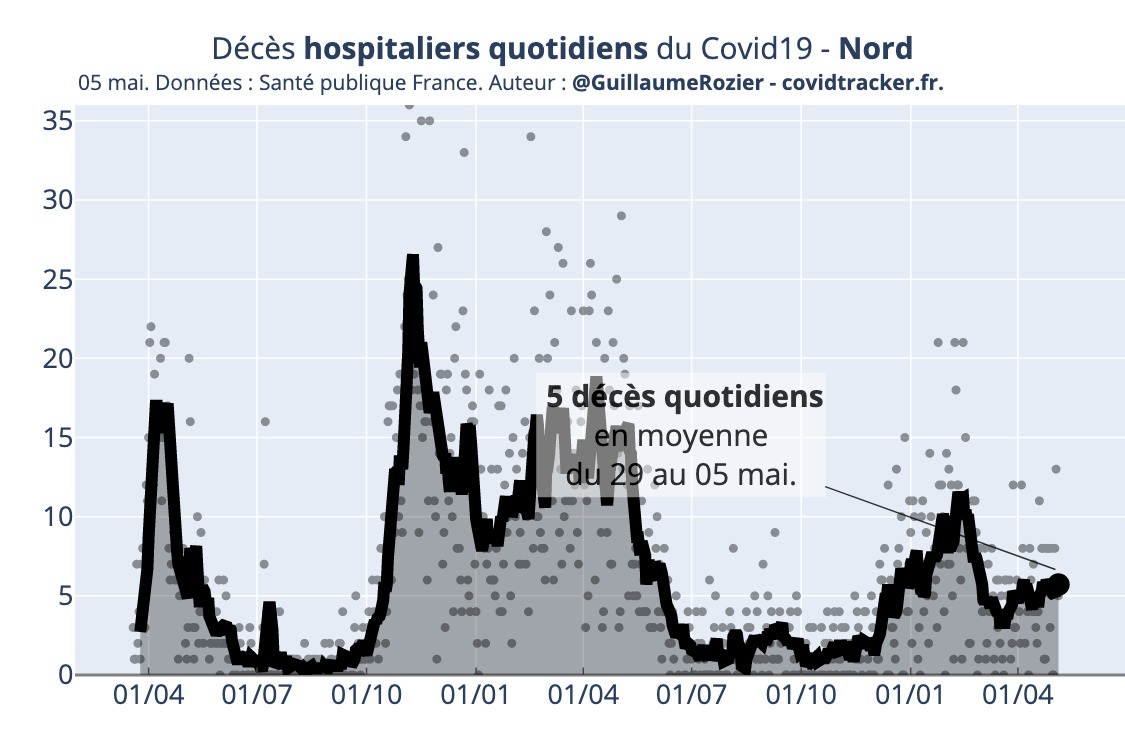 Décès hospitaliers quotidiens du Covid19 - Nord
05 mai. Données : Santé publique France. Auteur : @GuillaumeRozier - covidtracker.fr.
35
30
25
20
15
10
5
0
5 décès quotidiens
en moyenne
du 29 au 05 mai.
01/04 01/07 01/10 01/01 01/04 01/07 01/10 01/01 01/04